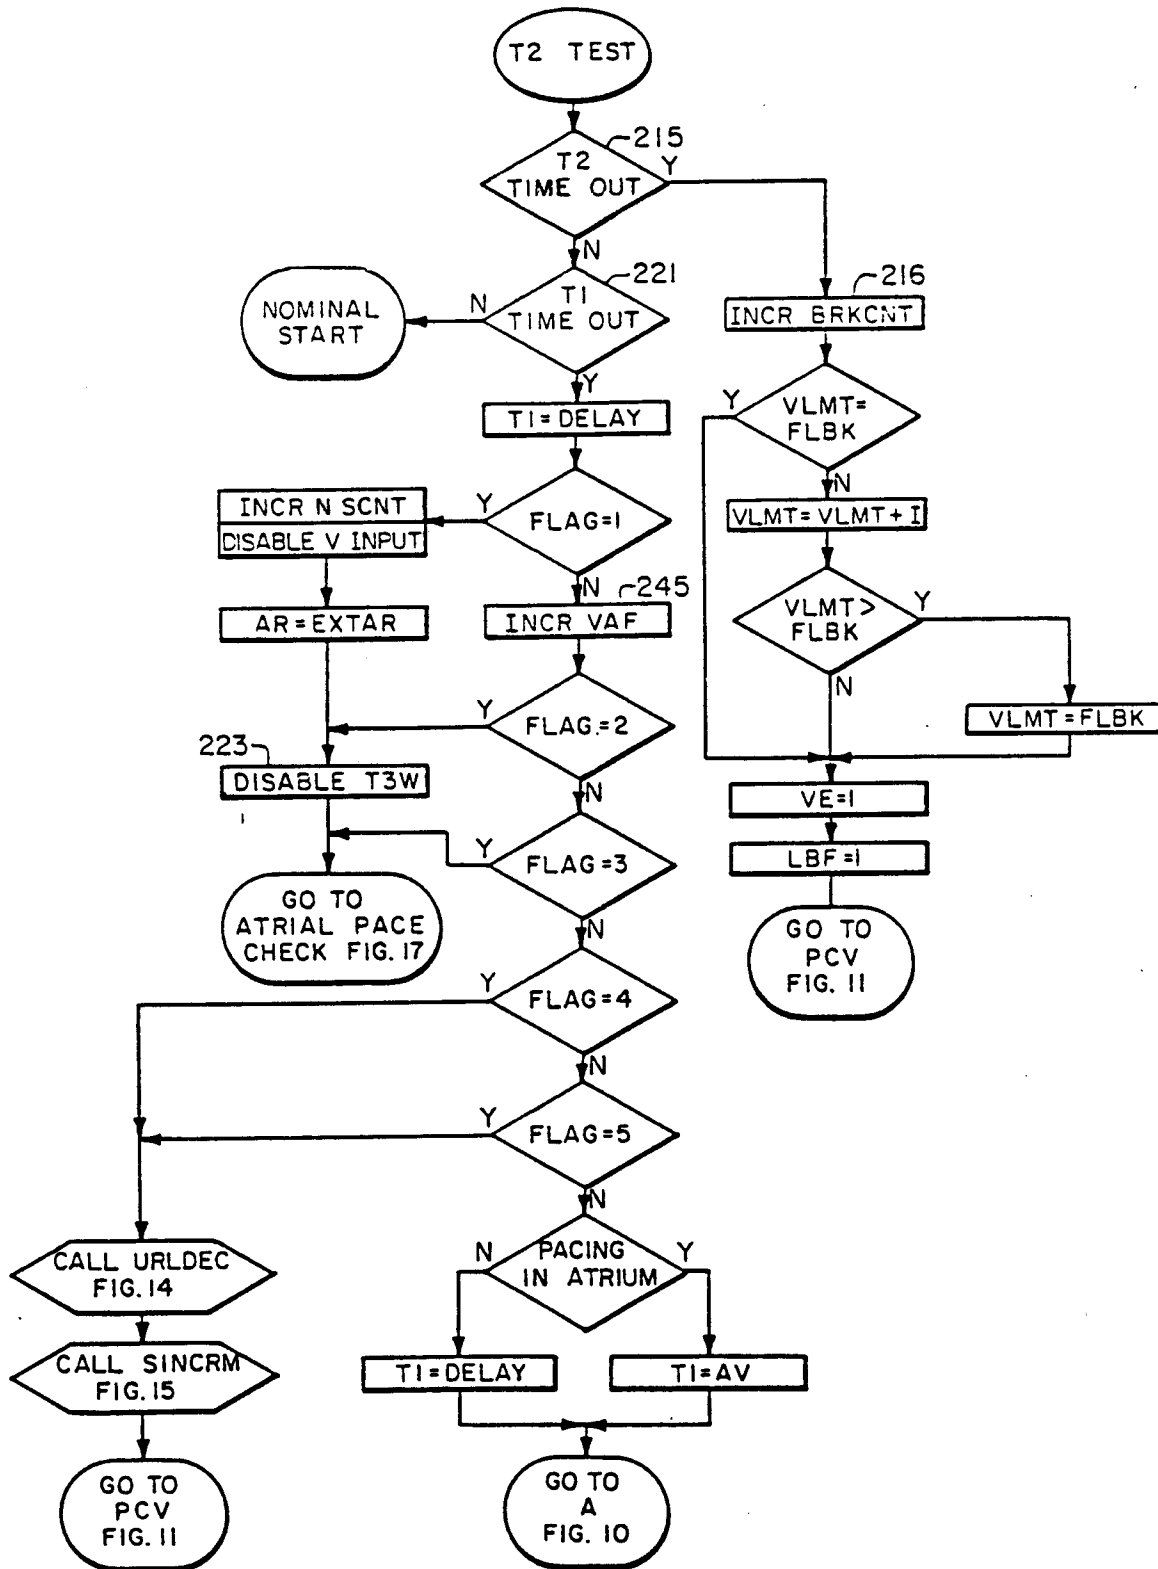 T2 TEST
215
T2
TIME OUT
Y
N
221
T1
TIME OUT
N
NOMINAL
START
Y
216
INCR BRKCNT
T1=DELAY
VLMT=
FLBK
Y
N
FLAG=1
Y
N
INCR N SCNT
DISABLE V INPUT
VLMT=VLMT+I
AR=EXTAR
245
INCR VAF
VLMT>
FLBK
Y
N
FLAG.=2
Y
N
VLMT=FLBK
223
DISABLE T3W
VE=1
FLAG=3
Y
N
LBF=1
GO TO
ATRIAL PACE
CHECK FIG. 17
GO TO
PCV
FIG. 11
FLAG=4
Y
N
FLAG=5
Y
N
PACING
IN ATRIUM
N
Y
CALL URLDEC
FIG. 14
CALL SINCRM
FIG. 15
T1=DELAY
T1=AV
GO TO
PCV
FIG. 11
GO TO
A
FIG. 10